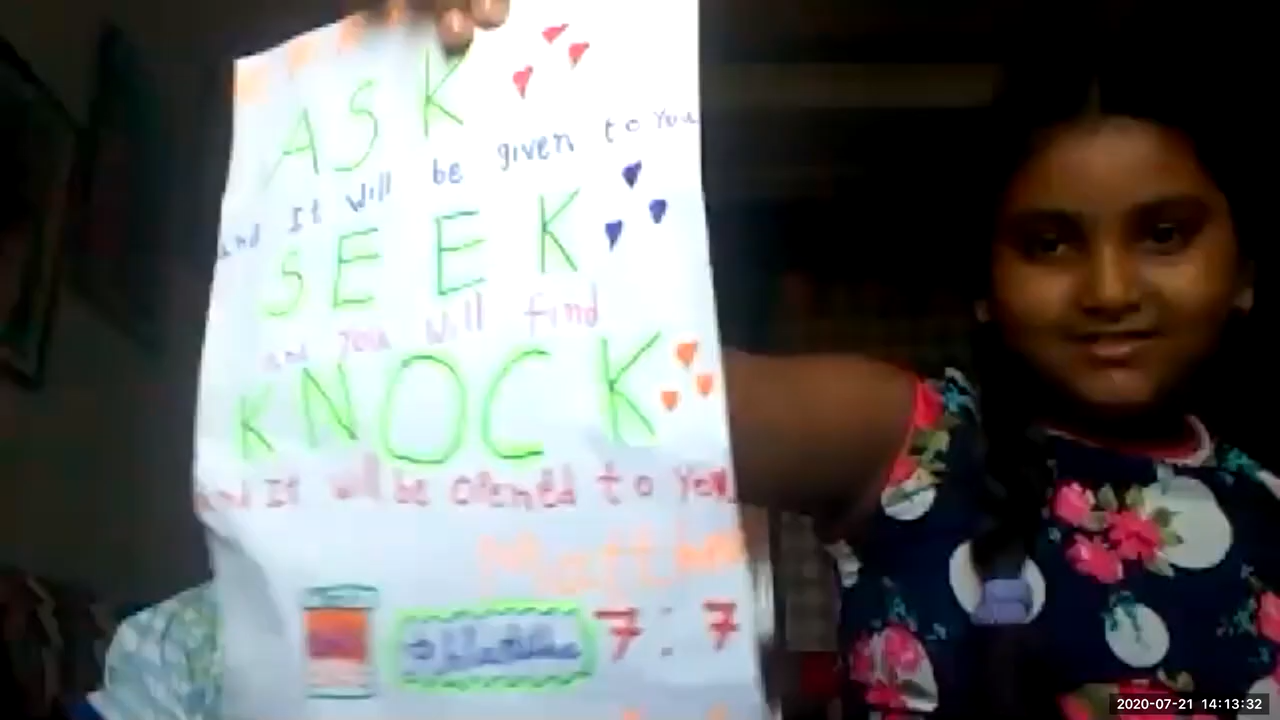 ASK
and It will be given to You
SEEK
and you will find
KNOCK
and It will be opened to You
Matthew
7:7
2020-07-21 14:13:32